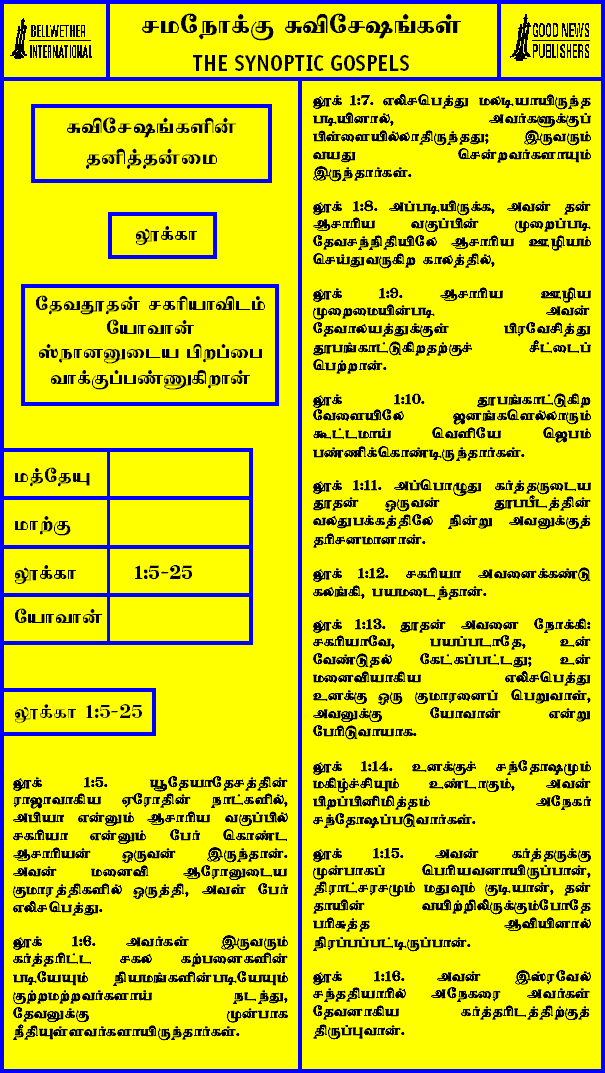 BELLWETHER
INTERNATIONAL
சமநோக்கு சுவிசேஷங்கள்
THE SYNOPTIC GOSPELS
GOOD NEWS
PUBLISHERS
சுவிசேஷங்களின்
தனித்தன்மை
லூக்கா
தேவதூதன் சகரியாவிடம்
யோவான்
ஸ்நானனுடைய பிறப்பை
வாக்குப்பண்ணுகிறான்
மத்தேயு
மாற்கு
லூக்கா 1:5-25
யோவான்
லூக்கா 1:5-25
லூக் 1:5. யூதேயாதேசத்தின்
ராஜாவாகிய ஏரோதின் நாட்களில்,
அபியா என்னும் ஆசாரிய வகுப்பில்
சகரியா என்னும் பேர் கொண்ட
ஆசாரியன் ஒருவன் இருந்தான்.
அவன் மனைவி ஆரோனுடைய
குமாரத்திகளில் ஒருத்தி, அவள் பேர்
எலிசபெத்து.
லூக் 1:6. அவர்கள் இருவரும்
கர்த்தரிட்ட சகல கற்பனைகளின்
படியேயும் நியமங்களின்படியேயும்
குற்றமற்றவர்களாய் நடந்து,
தேவனுக்கு முன்பாக
நீதியுள்ளவர்களாயிருந்தார்கள்.
லூக் 1:7. எலிசபெத்து மலடியாயிருந்த
படியினால், அவர்களுக்குப்
பிள்ளையில்லாதிருந்தது; இருவரும்
வயது சென்றவர்களாயும்
இருந்தார்கள்.
லூக் 1:8. அப்படியிருக்க, அவன் தன்
ஆசாரிய வகுப்பின் முறைப்படி
தேவசந்நிதியிலே ஆசாரிய ஊழியம்
செய்துவருகிற காலத்தில்,
லூக் 1:9. ஆசாரிய ஊழிய
முறைமையின்படி அவன்
தேவாலயத்துக்குள் பிரவேசித்து
தூபங்காட்டுகிறதற்குச் சீட்டைப்
பெற்றான்.
லூக் 1:10. தூபங்காட்டுகிற
வேளையிலே ஜனங்களெல்லாரும்
கூட்டமாய் வெளியே ஜெபம்
பண்ணிக்கொண்டிருந்தார்கள்.
லூக் 1:11. அப்பொழுது கர்த்தருடைய
தூதன் ஒருவன் தூபபீடத்தின்
வலதுபக்கத்திலே நின்று அவனுக்குத்
தரிசனமானான்.
லூக் 1:12. சகரியா அவனைக்கண்டு
கலங்கி, பயமடைந்தான்.
லூக் 1:13. தூதன் அவனை நோக்கி:
சகரியாவே, பயப்படாதே, உன்
வேண்டுதல் கேட்கப்பட்டது; உன்
மனைவியாகிய எலிசபெத்து
உனக்கு ஒரு குமாரனைப் பெறுவாள்,
அவனுக்கு யோவான் என்று
பேரிடுவாயாக.
லூக் 1:14. உனக்குச் சந்தோஷமும்
மகிழ்ச்சியும் உண்டாகும், அவன்
பிறப்பினிமித்தம் அநேகர்
சந்தோஷப்படுவார்கள்.
லூக் 1:15. அவன் கர்த்தருக்கு
முன்பாகப் பெரியவனாயிருப்பான்,
திராட்சரசமும் மதுவும் குடியான், தன்
தாயின் வயிற்றிலிருக்கும்போதே
பரிசுத்த ஆவியினால்
நிரப்பப்பட்டிருப்பான்.
லூக் 1:16. அவன் இஸ்ரவேல்
சந்ததியாரில் அநேகரை அவர்கள்
தேவனாகிய கர்த்தரிடத்திற்குத்
திருப்புவான்.